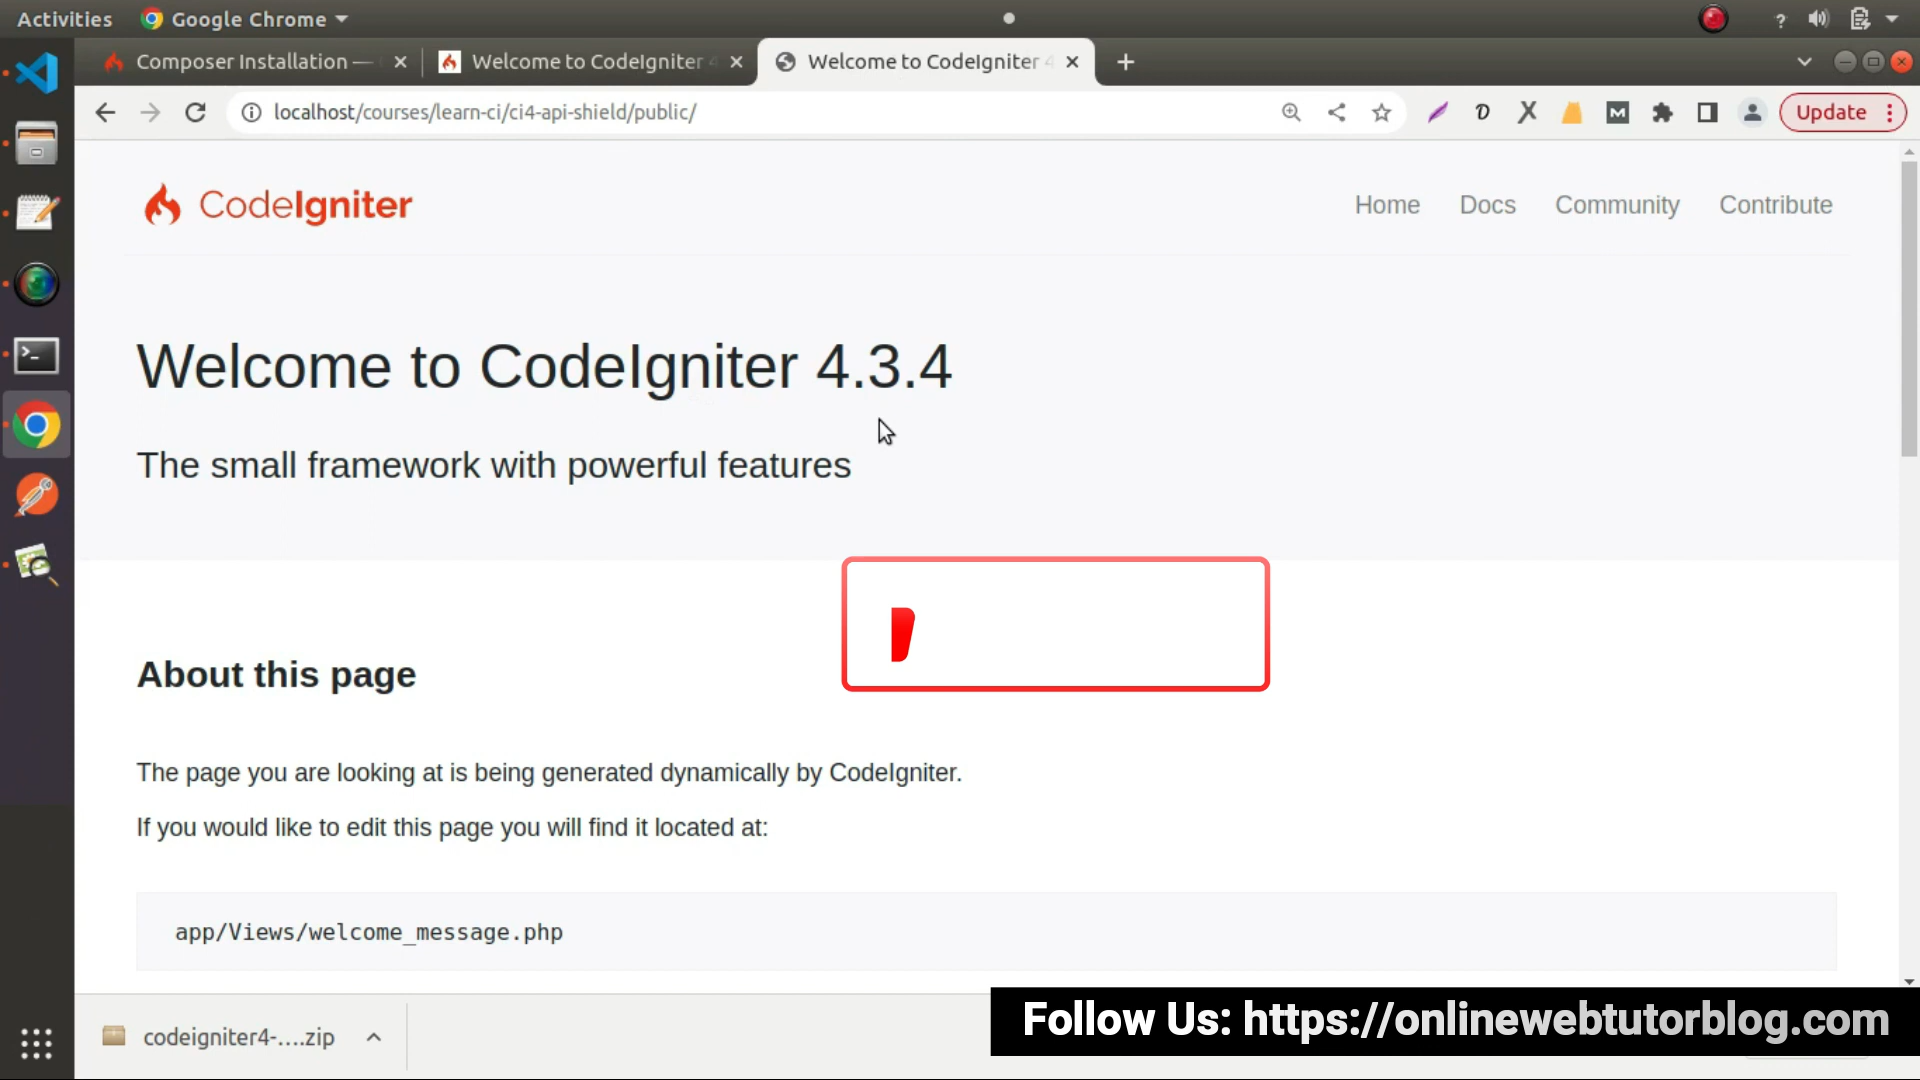 Activities
Google Chrome
Composer Installation —
Welcome to CodeIgniter
Welcome to CodeIgniter 4
localhost/courses/learn-ci/ci4-api-shield/public/
Update
CodeIgniter
Home
Docs
Community
Contribute
Welcome to CodeIgniter 4.3.4
The small framework with powerful features
About this page
The page you are looking at is being generated dynamically by CodeIgniter.
If you would like to edit this page you will find it located at:
app/Views/welcome_message.php
codeigniter4-....zip
Follow Us: https://onlinewebtutorblog.com